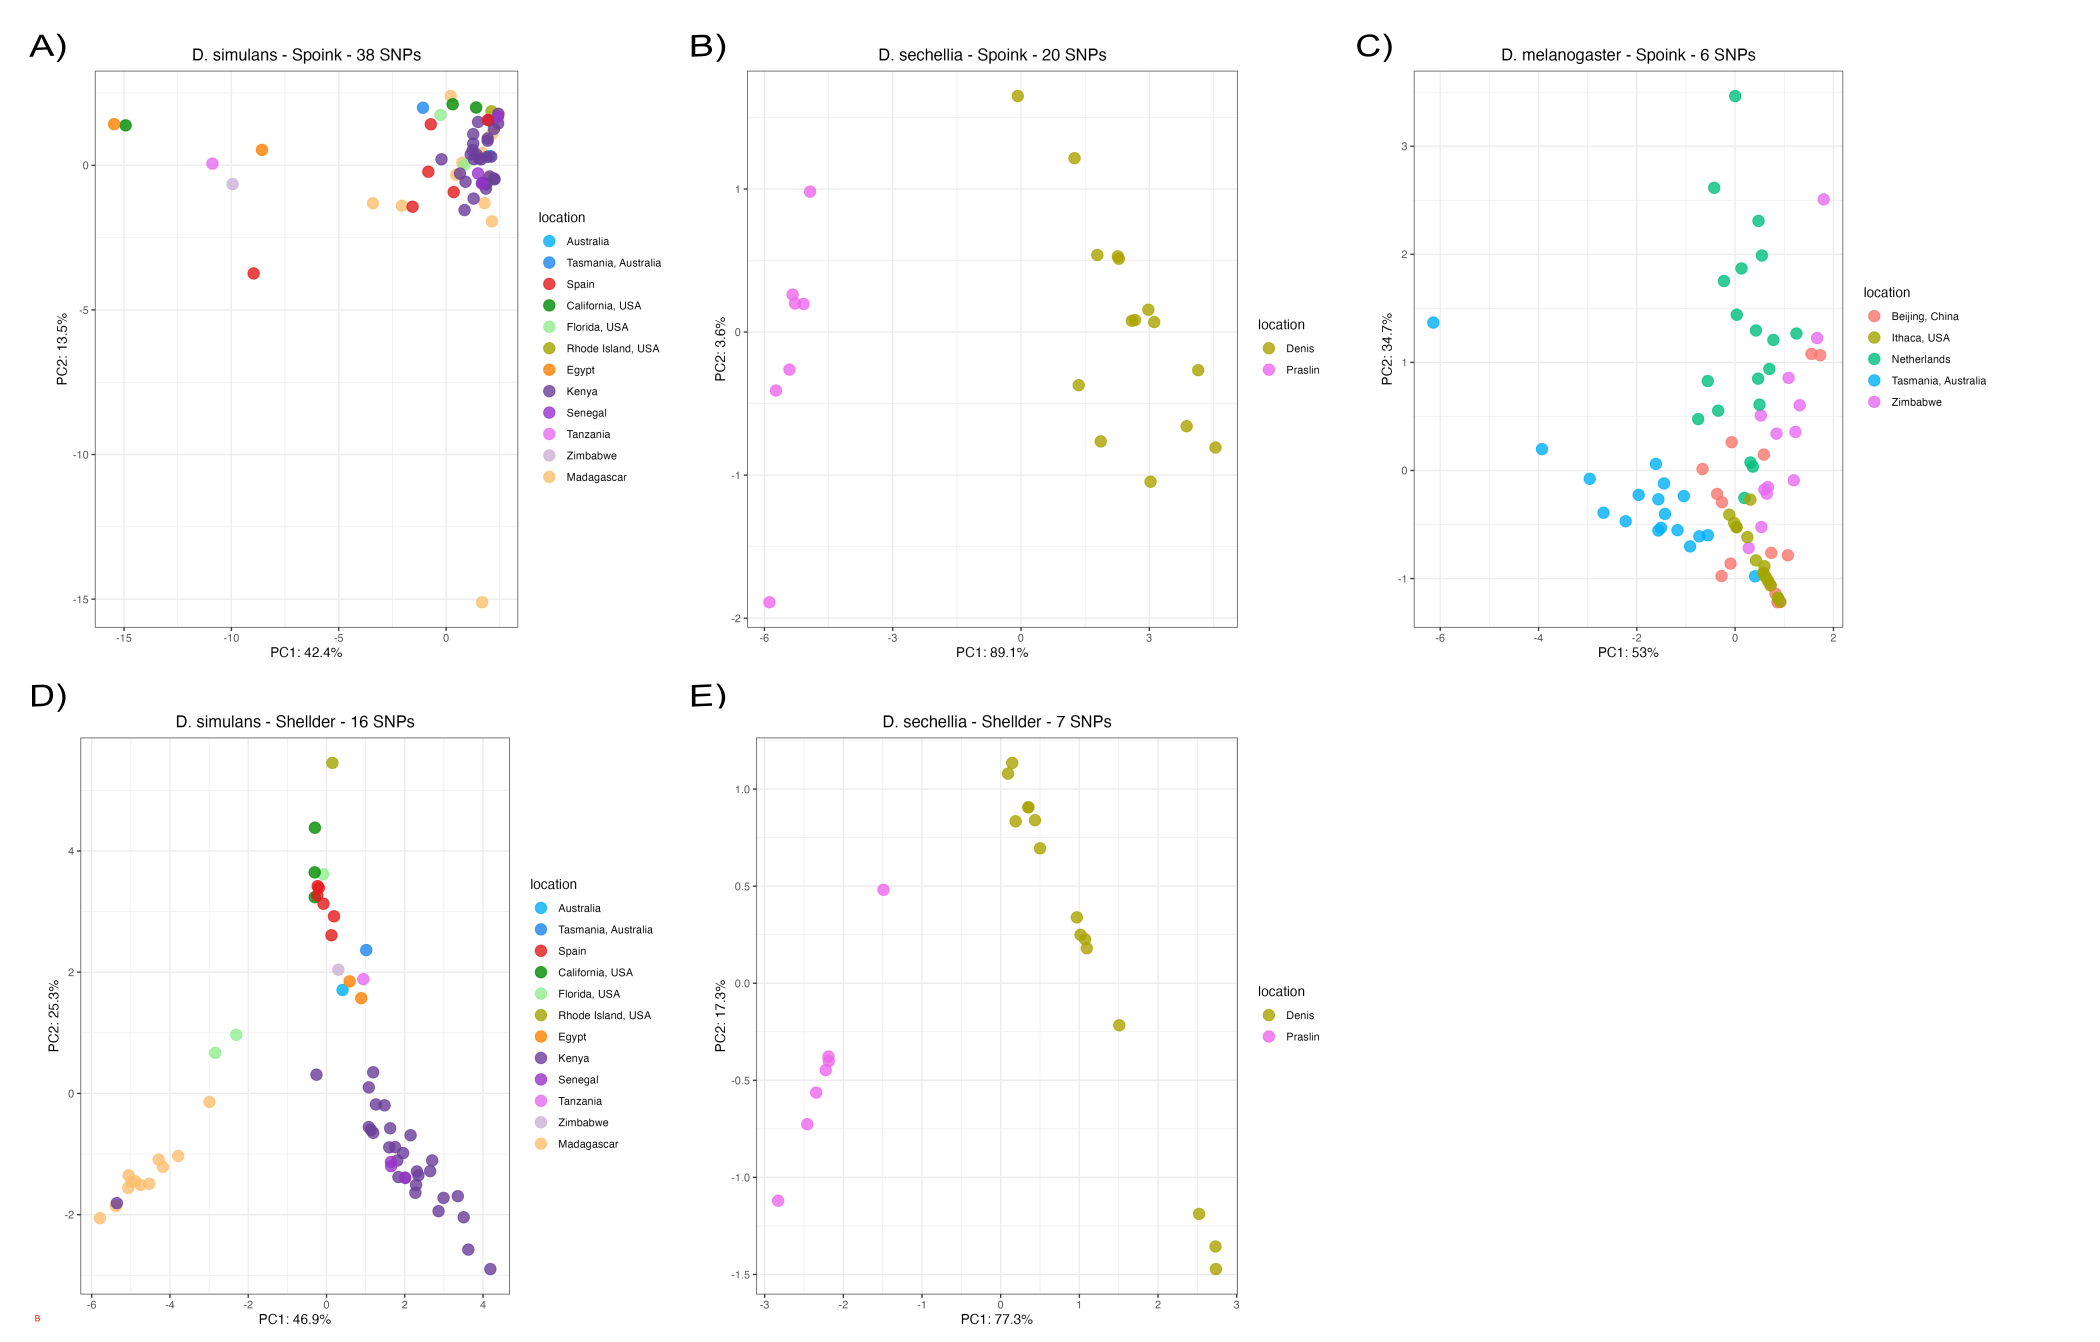 A)
D. simulans - Spoink - 38 SNPs
0
-5
-10
-15
PC2: 13.5%
-15
-10
-5
0
PC1: 42.4%
location
Australia
Tasmania, Australia
Spain
California, USA
Florida, USA
Rhode Island, USA
Egypt
Kenya
Senegal
Tanzania
Zimbabwe
Madagascar
B)
D. sechellia - Spoink - 20 SNPs
1
0
-1
-2
PC2: 3.6%
-6
-3
0
3
PC1: 89.1%
location
Denis
Praslin
C)
D. melanogaster - Spoink - 6 SNPs
3
2
1
0
-1
PC2: 34.7%
-6
-4
-2
0
2
PC1: 53%
location
Beijing, China
Ithaca, USA
Netherlands
Tasmania, Australia
Zimbabwe
D)
D. simulans - Shellder - 16 SNPs
4
2
0
-2
PC2: 25.3%
-6
-4
-2
0
2
4
PC1: 46.9%
location
Australia
Tasmania, Australia
Spain
California, USA
Florida, USA
Rhode Island, USA
Egypt
Kenya
Senegal
Tanzania
Zimbabwe
Madagascar
B
E)
D. sechellia - Shellder - 7 SNPs
1.0
0.5
0.0
-0.5
-1.0
-1.5
PC2: 17.3%
-3
-2
-1
0
1
2
3
PC1: 77.3%
location
Denis
Praslin